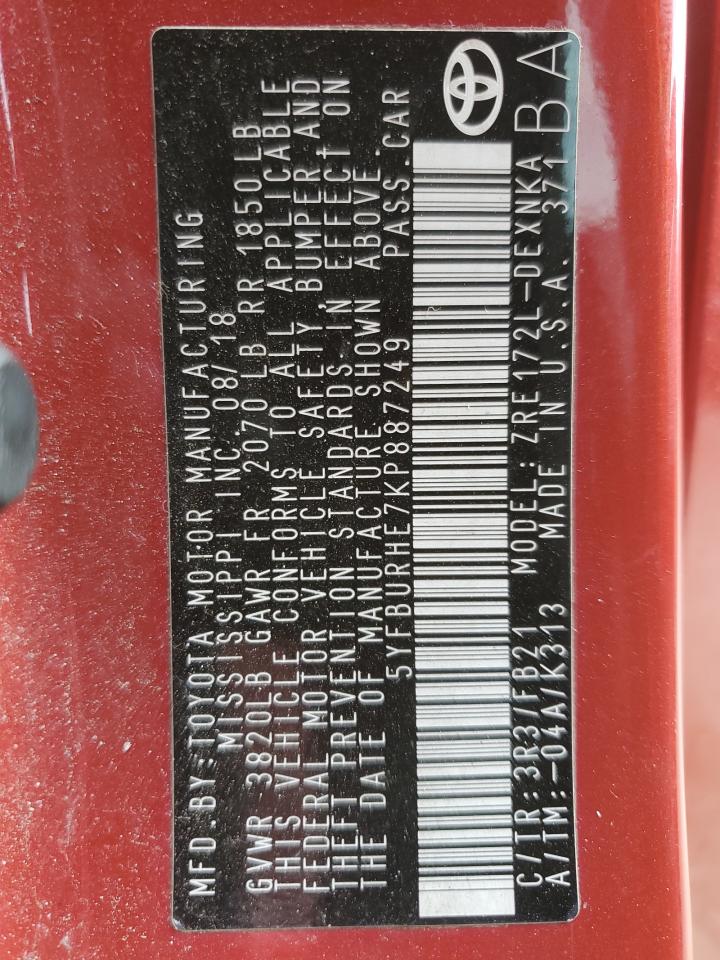 MFD.BY:TOYOTA MOTOR MANUFACTURING
MISSISSIPPI INC. 08/18
GVWR 3820LB GAWR FR 2070 LB RR 1850LB
THIS VEHICLE CONFORMS TO ALL APPLICABLE
FEDERAL MOTOR VEHICLE SAFETY, BUMPER AND
THEFT PREVENTION STANDARDS IN EFFECT ON
THE DATE OF MANUFACTURE SHOWN ABOVE.
5YFBURHE7KP887249 PASS.CAR
C/TR:3R3/FB21 MODEL:ZRE172L-DEXNKA
A/TM:-04A/K313 MADE IN U.S.A. 371 BA